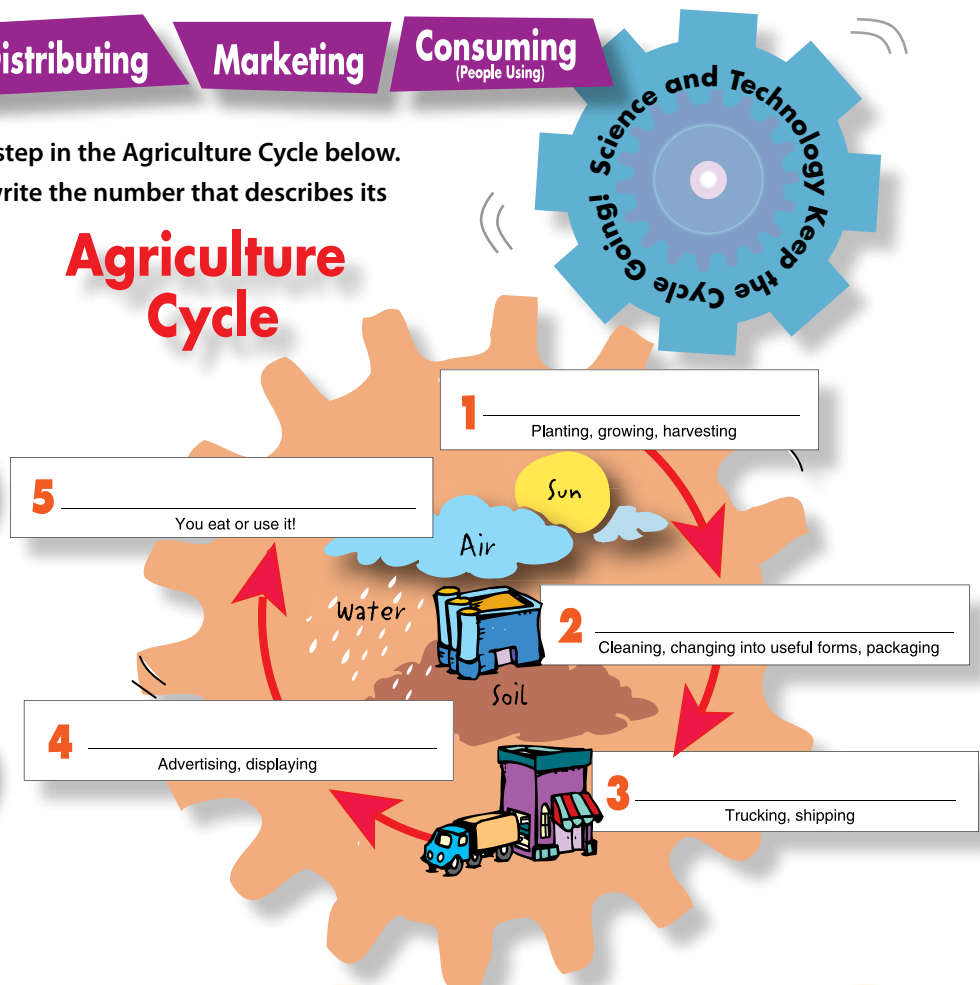 Marketing
Consuming
(People Using)
Science and Technology Keep the Cycle Going!
step in the Agriculture Cycle below.
the number that describes its
Agriculture
Cycle
1
Planting, growing, harvesting
5
You eat or use it!
Sun
Air
Water
2
Cleaning, changing into useful forms, packaging
Soil
4
Advertising, displaying
3
Trucking, shipping